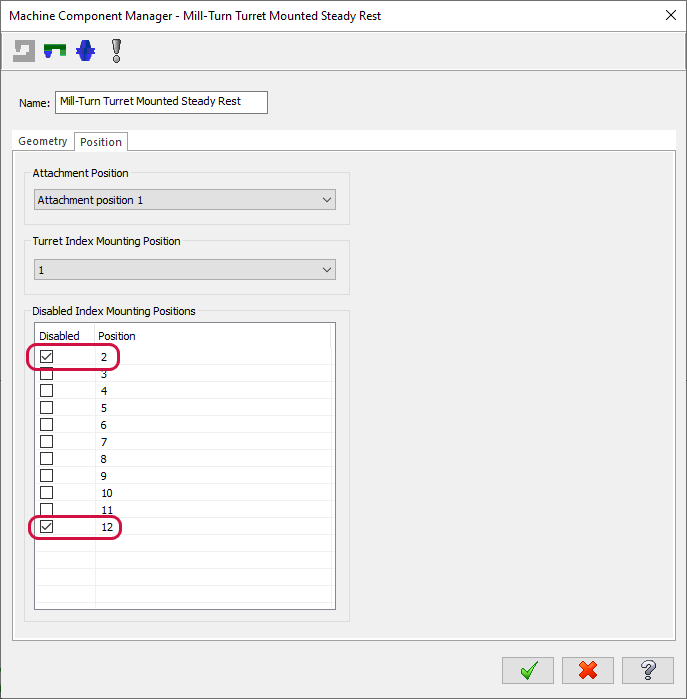 Machine Component Manager - Mill-Turn Turret Mounted Steady Rest
Name: Mill-Turn Turret Mounted Steady Rest
Geometry Position
Attachment Position
Attachment position 1
Turret Index Mounting Position
1
Disabled Index Mounting Positions
Disabled Position
2
3
4
5
6
7
8
9
10
11
12